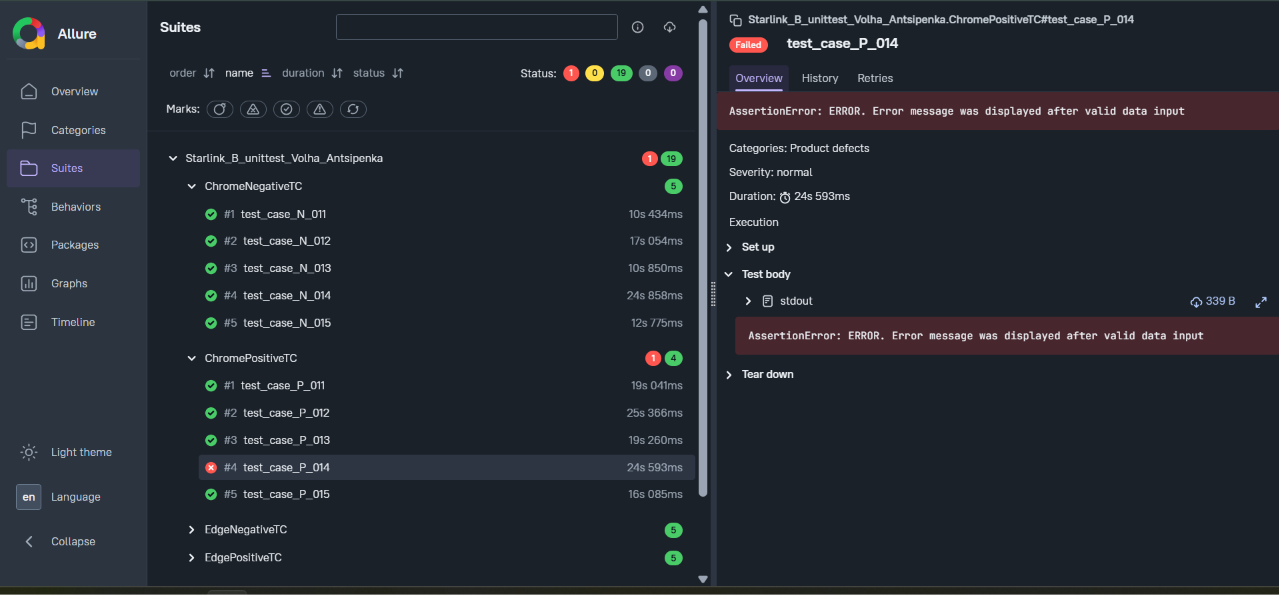 Allure
Overview
Categories
Suites
Behaviors
Packages
Graphs
Timeline
Light theme
en Language
Collapse
Suites
order name duration status Status: 1 0 19 0 0
Marks:
Starlink_B_unittest_Volha_Antsipenka 1 19
ChromeNegativeTC 5
#1 test_case_N_011 10s 434ms
#2 test_case_N_012 17s 054ms
#3 test_case_N_013 10s 850ms
#4 test_case_N_014 24s 858ms
#5 test_case_N_015 12s 775ms
ChromePositiveTC 1 4
#1 test_case_P_011 19s 041ms
#2 test_case_P_012 25s 366ms
#3 test_case_P_013 19s 260ms
#4 test_case_P_014 24s 593ms
#5 test_case_P_015 16s 085ms
EdgeNegativeTC 5
EdgePositiveTC 5
Starlink_B_unittest_Volha_Antsipenka.ChromePositiveTC#test_case_P_014
Failed test_case_P_014
Overview History Retries
AssertionError: ERROR. Error message was displayed after valid data input
Categories: Product defects
Severity: normal
Duration: 24s 593ms
Execution
Set up
Test body
stdout 339 B
AssertionError: ERROR. Error message was displayed after valid data input
Tear down